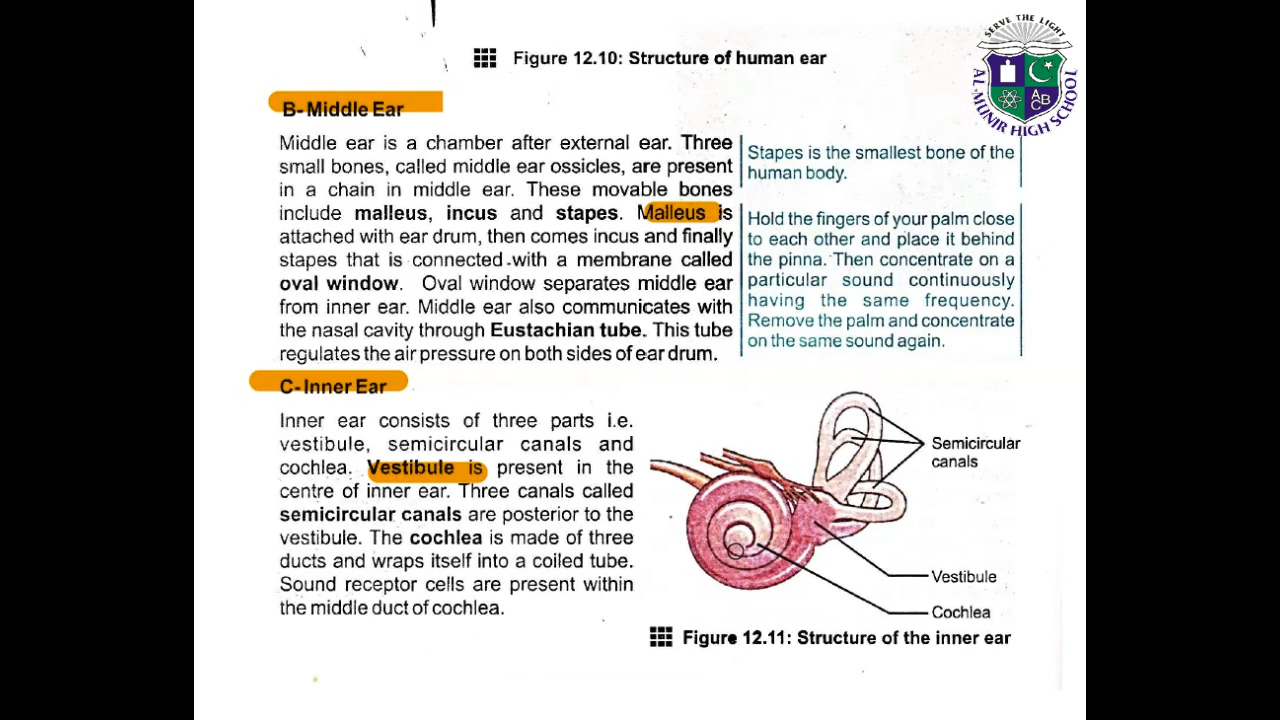 Figure 12.10: Structure of human ear
SERVE THE LIGHT
AL-MUNIR HIGH SCHOOL
A
B
C
B- Middle Ear
Middle ear is a chamber after external ear. Three
small bones, called middle ear ossicles, are present
in a chain in middle ear. These movable bones
include malleus, incus and stapes. Malleus is
attached with ear drum, then comes incus and finally
stapes that is connected with a membrane called
oval window. Oval window separates middle ear
from inner ear. Middle ear also communicates with
the nasal cavity through Eustachian tube. This tube
regulates the air pressure on both sides of ear drum.
Stapes is the smallest bone of the
human body.
Hold the fingers of your palm close
to each other and place it behind
the pinna. Then concentrate on a
particular sound continuously
having the same frequency.
Remove the palm and concentrate
on the same sound again.
C- Inner Ear
Inner ear consists of three parts i.e.
vestibule, semicircular canals and
cochlea. Vestibule is present in the
centre of inner ear. Three canals called
semicircular canals are posterior to the
vestibule. The cochlea is made of three
ducts and wraps itself into a coiled tube.
Sound receptor cells are present within
the middle duct of cochlea.
Semicircular
canals
Vestibule
Cochlea
Figure 12.11: Structure of the inner ear